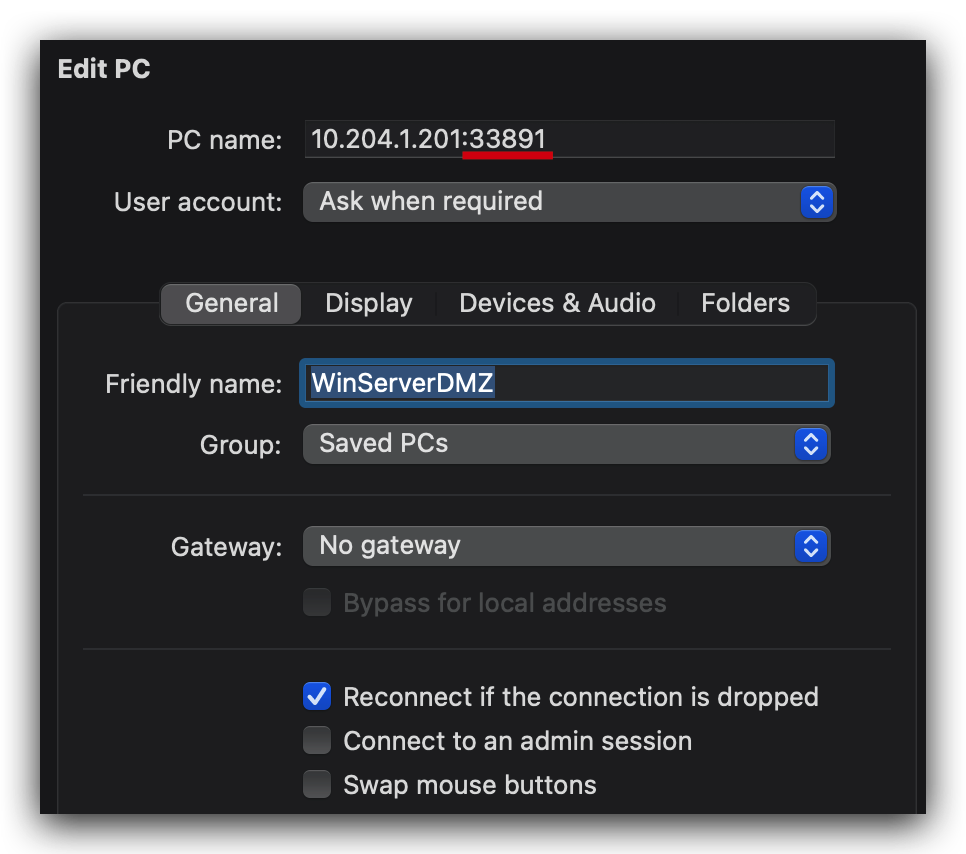 Edit PC
PC name: 10.204.1.201:33891
User account: Ask when required
General Display Devices & Audio Folders
Friendly name: WinServerDMZ
Group: Saved PCs
Gateway: No gateway
Bypass for local addresses
Reconnect if the connection is dropped
Connect to an admin session
Swap mouse buttons